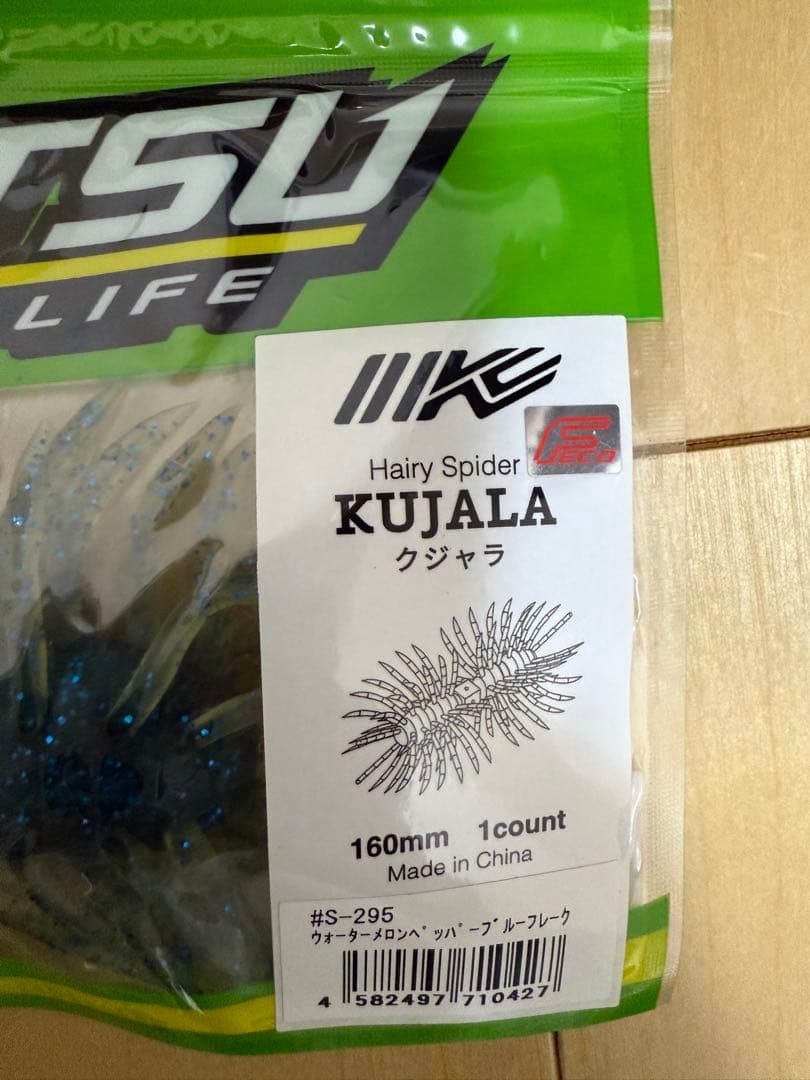 TSU
LIFE
Hairy Spider
KUJALA
クジャラ
160mm 1count
Made in China
#S-295
ウォーターメロンペッパーブルーフレーク
4 582497 710427